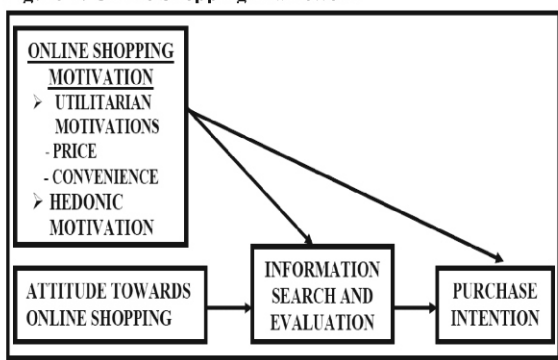 ONLINE SHOPPING
MOTIVATION
➢ UTILITARIAN
MOTIVATIONS
- PRICE
- CONVENIENCE
➢ HEDONIC
MOTIVATION
ATTITUDE TOWARDS
ONLINE SHOPPING
INFORMATION
SEARCH AND
EVALUATION
PURCHASE
INTENTION